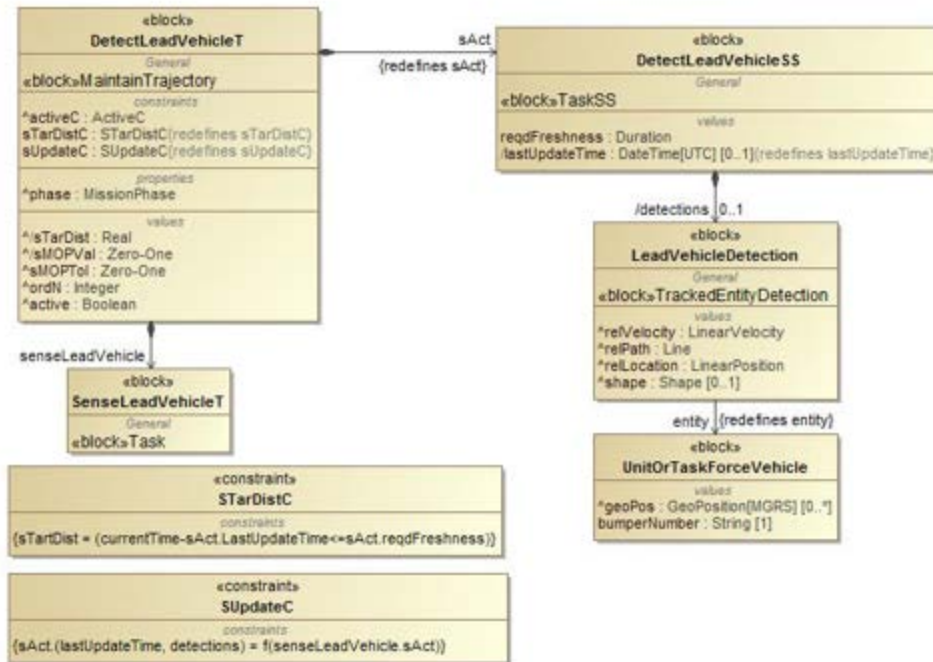 «block»
DetectLeadVehicleT
General
«block»MaintainTrajectory
constraints
^activeC : ActiveC
sTarDistC : STarDistC{redefines sTarDistC}
sUpdateC : SUpdateC{redefines sUpdateC}
properties
^phase : MissionPhase
values
^/sTarDist : Real
^/sMOPVal : Zero-One
^sMOPTol : Zero-One
^ordN : Integer
^active : Boolean
sAct
{redefines sAct}
«block»
DetectLeadVehicleSS
General
«block»TaskSS
values
reqdFreshness : Duration
/lastUpdateTime : DateTime[UTC] [0..1]{redefines lastUpdateTime}
/detections 0..1
«block»
LeadVehicleDetection
General
«block»TrackedEntityDetection
values
^relVelocity : LinearVelocity
^relPath : Line
^relLocation : LinearPosition
^shape : Shape [0..1]
entity {redefines entity}
«block»
UnitOrTaskForceVehicle
values
^geoPos : GeoPosition[MGRS] [0..*]
bumperNumber : String [1]
senseLeadVehicle
«block»
SenseLeadVehicleT
General
«block»Task
«constraint»
STarDistC
constraints
{sTartDist = (currentTime-sAct.LastUpdateTime<=sAct.reqdFreshness)}
«constraint»
SUpdateC
constraints
{sAct.(lastUpdateTime, detections) = f(senseLeadVehicle.sAct)}